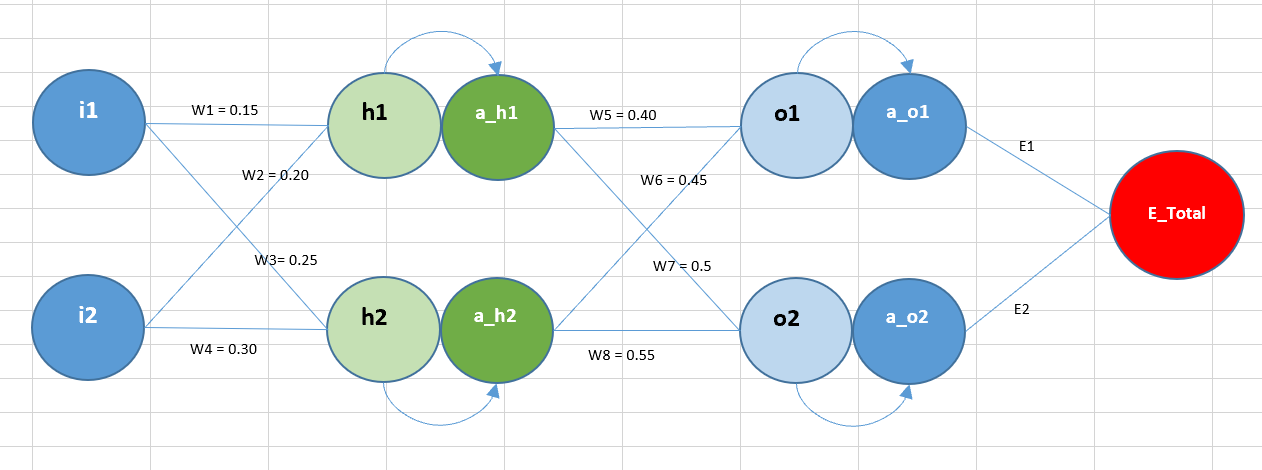 i1
W1 = 0.15
h1
a_h1
W5 = 0.40
o1
a_o1
E1
W2 = 0.20
W6 = 0.45
E_Total
W3= 0.25
W7 = 0.5
i2
h2
a_h2
o2
a_o2
E2
W4 = 0.30
W8 = 0.55